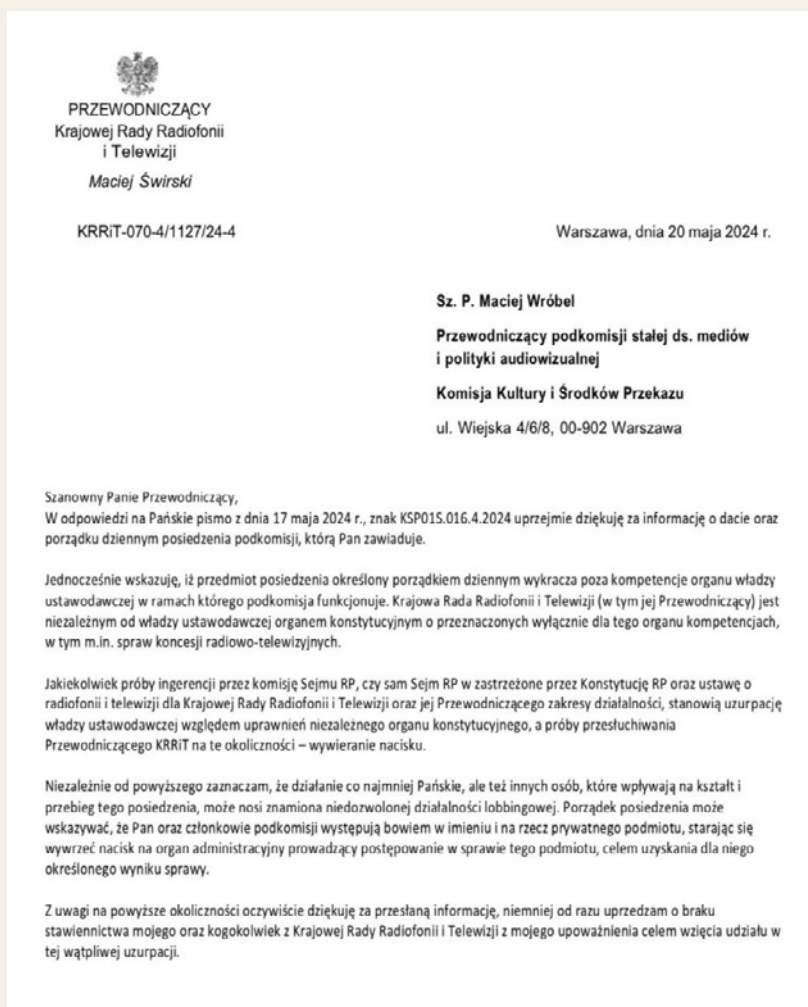 PRZEWODNICZĄCY
Krajowej Rady Radiofonii
i Telewizji
Maciej Świrski
KRRiT-070-4/1127/24-4
Warszawa, dnia 20 maja 2024 r.
Sz. P. Maciej Wróbel
Przewodniczący podkomisji stałej ds. mediów
i polityki audiowizualnej
Komisja Kultury i Środków Przekazu
ul. Wiejska 4/6/8, 00-902 Warszawa
Szanowny Panie Przewodniczący,
W odpowiedzi na Pańskie pismo z dnia 17 maja 2024 r., znak KSP01S.016.4.2024 uprzejmie dziękuję za informację o dacie oraz
porządku dziennym posiedzenia podkomisji, którą Pan zawiaduje.
Jednocześnie wskazuję, iż przedmiot posiedzenia określony porządkiem dziennym wykracza poza kompetencje organu władzy
ustawodawczej w ramach którego podkomisja funkcjonuje. Krajowa Rada Radiofonii i Telewizji (w tym jej Przewodniczący) jest
niezależnym od władzy ustawodawczej organem konstytucyjnym o przeznaczonych wyłącznie dla tego organu kompetencjach,
w tym m.in. spraw koncesji radiowo-telewizyjnych.
Jakiekolwiek próby ingerencji przez komisję Sejmu RP, czy sam Sejm RP w zastrzeżone przez Konstytucję RP oraz ustawę o
radiofonii i telewizji dla Krajowej Rady Radiofonii i Telewizji oraz jej Przewodniczącego zakresy działalności, stanowią uzurpację
władzy ustawodawczej względem uprawnień niezależnego organu konstytucyjnego, a próby przesłuchiwania
Przewodniczącego KRRiT na te okoliczności – wywieranie nacisku.
Niezależnie od powyższego zaznaczam, że działanie co najmniej Pańskie, ale też innych osób, które wpływają na kształt i
przebieg tego posiedzenia, może nosi znamiona niedozwolonej działalności lobbingowej. Porządek posiedzenia może
wskazywać, że Pan oraz członkowie podkomisji występują bowiem w imieniu i na rzecz prywatnego podmiotu, starając się
wywrzeć nacisk na organ administracyjny prowadzący postępowanie w sprawie tego podmiotu, celem uzyskania dla niego
określonego wyniku sprawy.
Z uwagi na powyższe okoliczności oczywiście dziękuję za przesłaną informację, niemniej od razu uprzedzam o braku
stawiennictwa mojego oraz kogokolwiek z Krajowej Rady Radiofonii i Telewizji z mojego upoważnienia celem wzięcia udziału w
tej wątpliwej uzurpacji.